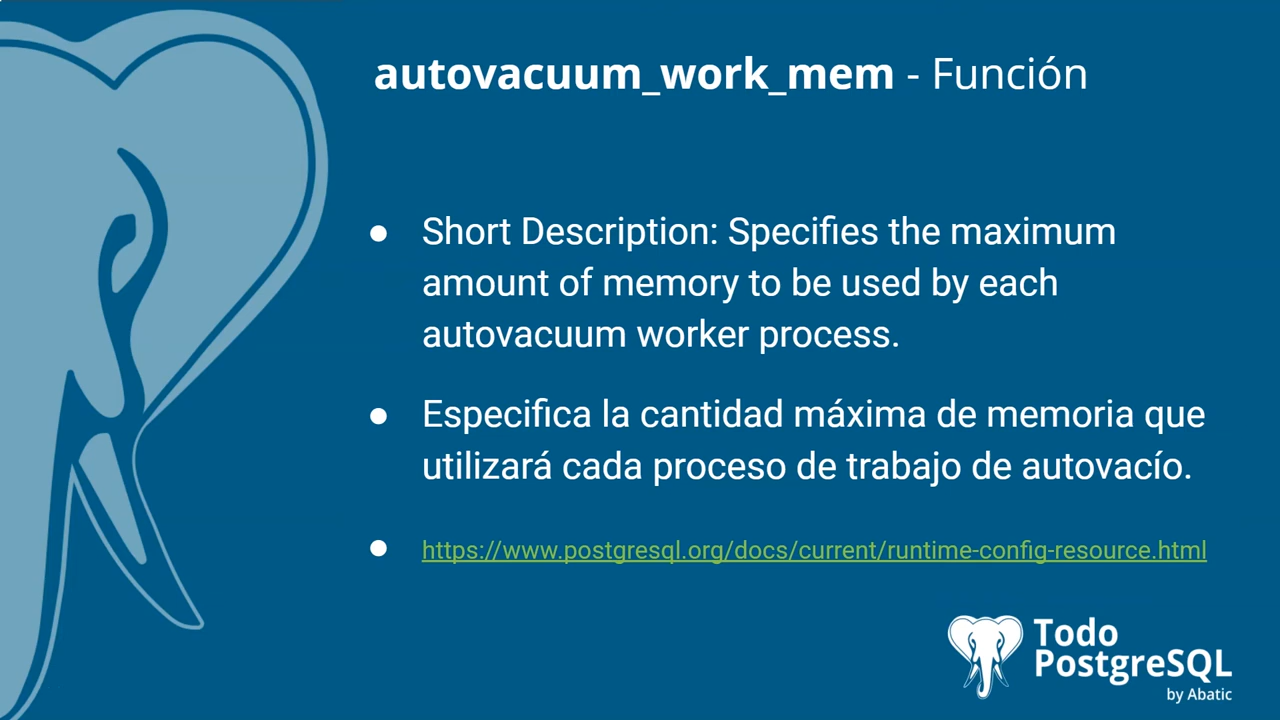 autovacuum_work_mem - Función
● Short Description: Specifies the maximum
amount of memory to be used by each
autovacuum worker process.
● Especifica la cantidad máxima de memoria que
utilizará cada proceso de trabajo de autovacío.
● https://www.postgresql.org/docs/current/runtime-config-resource.html
Todo
PostgreSQL
by Abatic